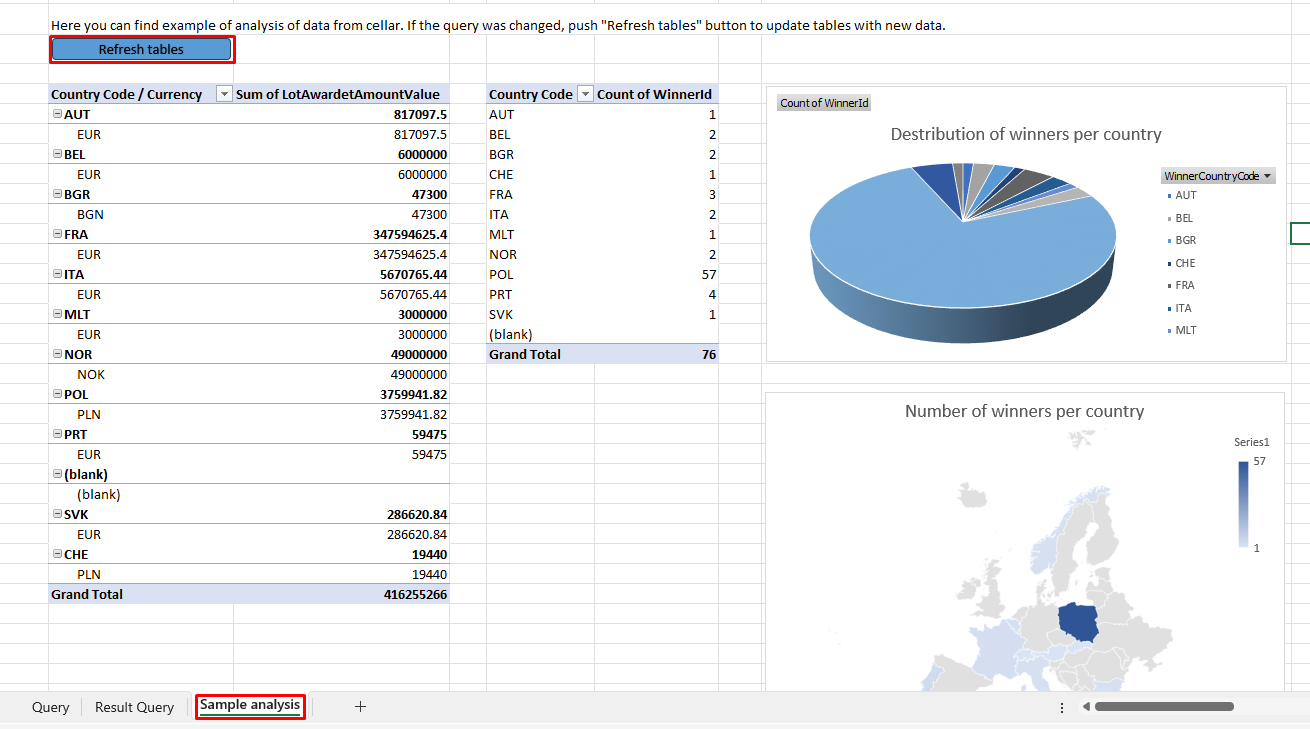 Here you can find example of analysis of data from cellar. If the query was changed, push "Refresh tables" button to update tables with new data.
Refresh tables
Country Code / Currency Sum of LotAwardetAmountValue
AUT 817097.5
EUR 817097.5
BEL 6000000
EUR 6000000
BGR 47300
BGN 47300
FRA 347594625.4
EUR 347594625.4
ITA 5670765.44
EUR 5670765.44
MLT 3000000
EUR 3000000
NOR 49000000
NOK 49000000
POL 3759941.82
PLN 3759941.82
PRT 59475
EUR 59475
(blank)
(blank)
SVK 286620.84
EUR 286620.84
CHE 19440
PLN 19440
Grand Total 416255266
Country Code Count of WinnerId
AUT 1
BEL 2
BGR 2
CHE 1
FRA 3
ITA 2
MLT 1
NOR 2
POL 57
PRT 4
SVK 1
(blank)
Grand Total 76
Count of WinnerId
Destribution of winners per country
WinnerCountryCode
AUT
BEL
BGR
CHE
FRA
ITA
MLT
Number of winners per country
Series1
57
1
Query Result Query Sample analysis +